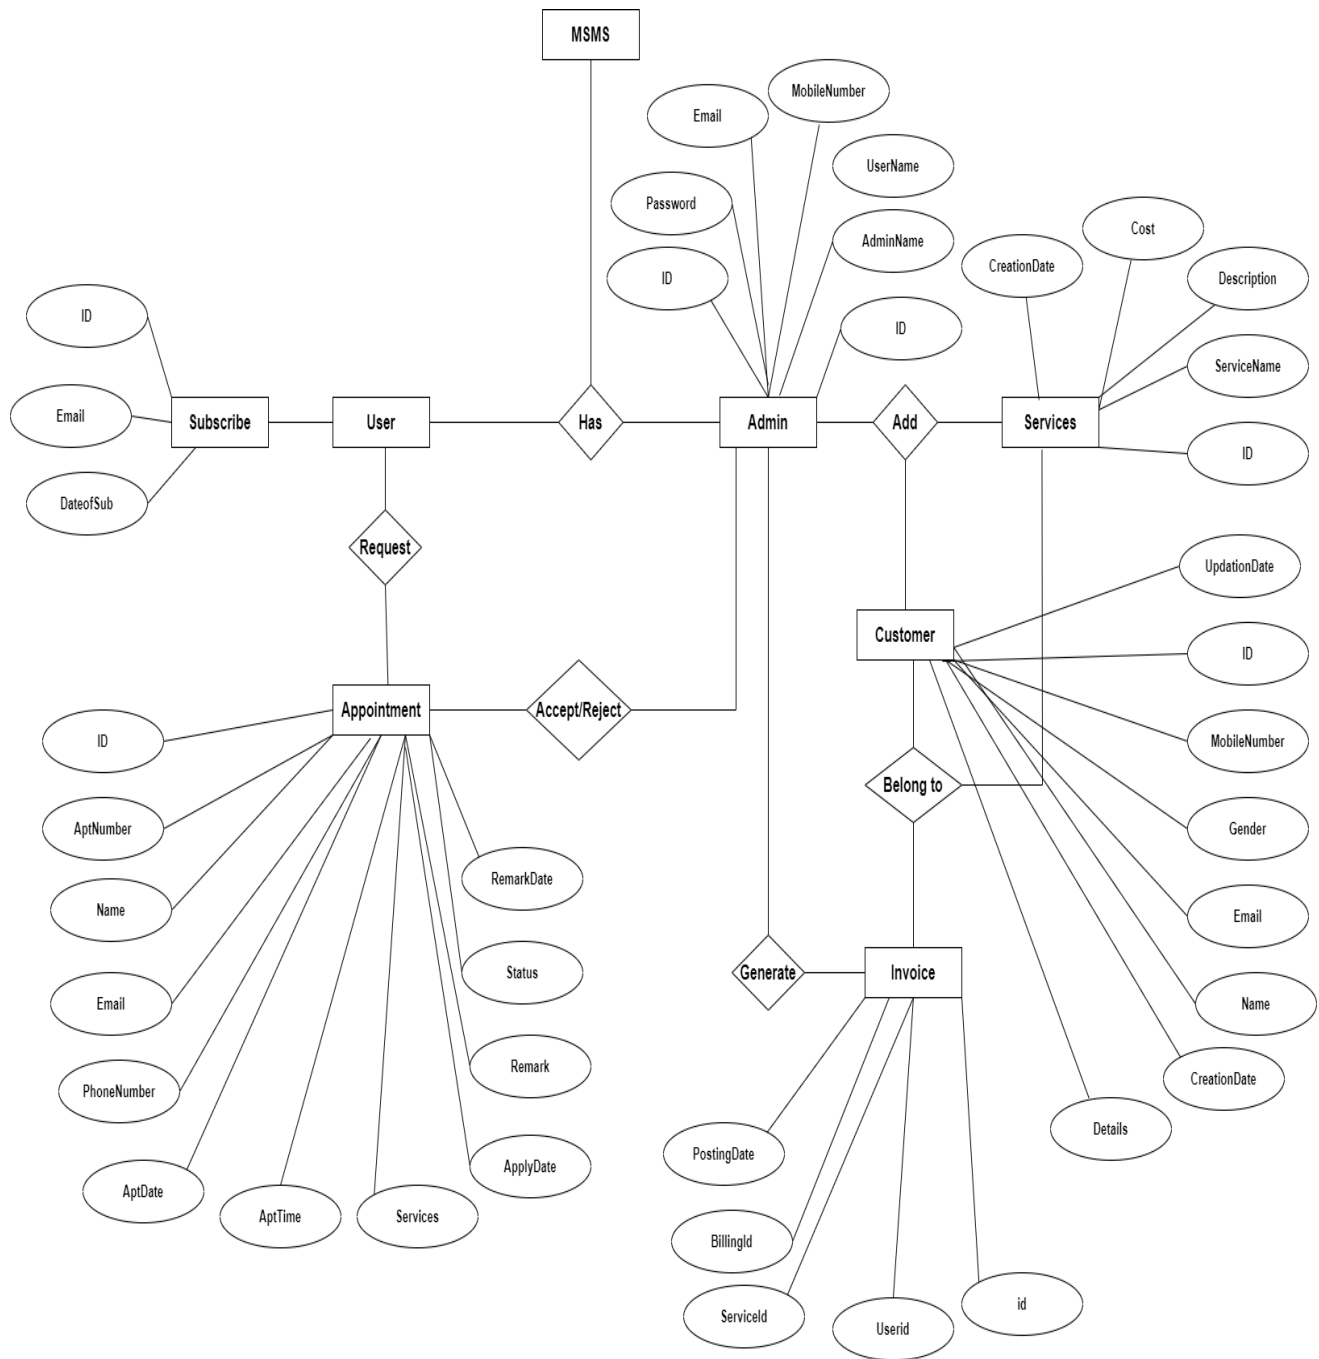 MSMS
MobileNumber
Email
UserName
Password
AdminName
Cost
CreationDate
ID
Description
ID
ID
ServiceName
Email
Subscribe
User
Has
Admin
Add
Services
ID
DateofSub
Request
UpdationDate
Customer
ID
Appointment
Accept/Reject
ID
MobileNumber
Belong to
AptNumber
Gender
RemarkDate
Name
Email
Status
Generate
Invoice
Email
Name
Remark
PhoneNumber
CreationDate
Details
PostingDate
ApplyDate
AptDate
AptTime
Services
BillingId
ServiceId
id
Userid